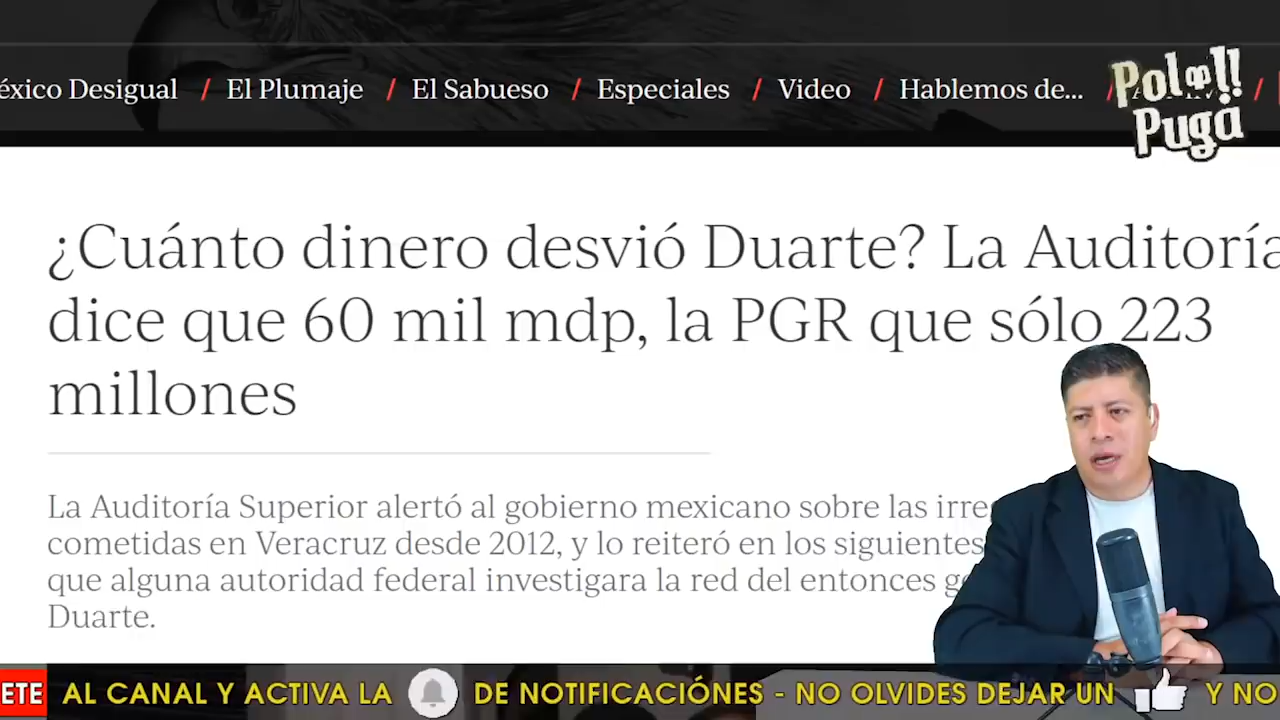 éxico Desigual / El Plumaje / El Sabueso / Especiales / Video / Hablemos de... /
Polo!! Puga
¿Cuánto dinero desvió Duarte? La Auditoría
dice que 60 mil mdp, la PGR que sólo 223
millones
La Auditoría Superior alertó al gobierno mexicano sobre las irre
cometidas en Veracruz desde 2012, y lo reiteró en los siguientes
que alguna autoridad federal investigara la red del entonces g
Duarte.
ETE AL CANAL Y ACTIVA LA DE NOTIFICACIÓNES - NO OLVIDES DEJAR UN Y NO